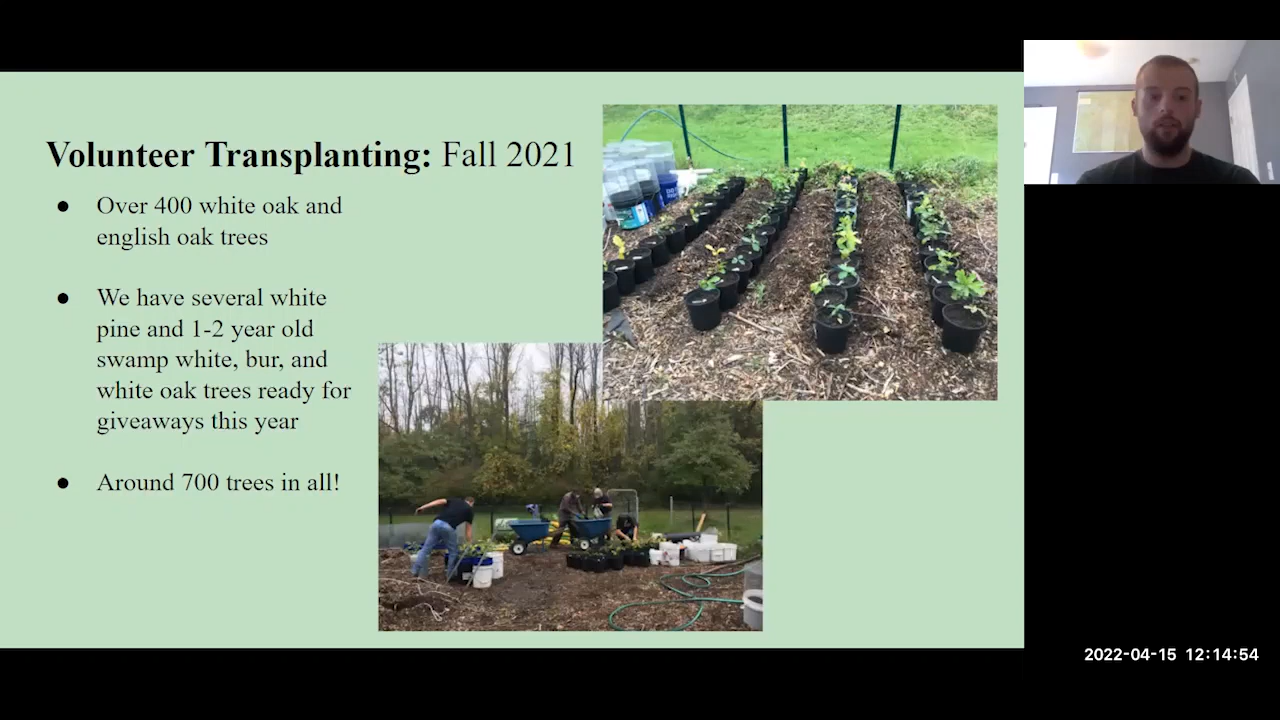 Volunteer Transplanting: Fall 2021
● Over 400 white oak and
english oak trees
● We have several white
pine and 1-2 year old
swamp white, bur, and
white oak trees ready for
giveaways this year
● Around 700 trees in all!
2022-04-15 12:14:54